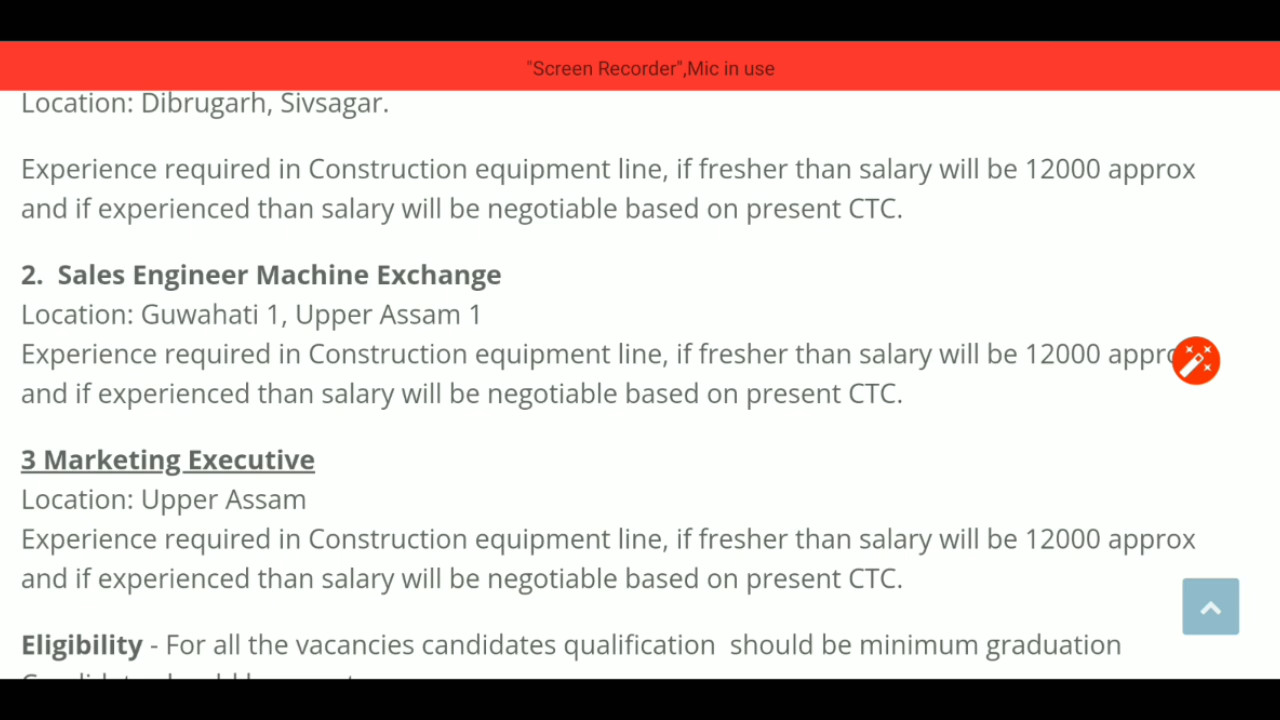 "Screen Recorder",Mic in use
Location: Dibrugarh, Sivsagar.
Experience required in Construction equipment line, if fresher than salary will be 12000 approx
and if experienced than salary will be negotiable based on present CTC.
2.  Sales Engineer Machine Exchange
Location: Guwahati 1, Upper Assam 1
Experience required in Construction equipment line, if fresher than salary will be 12000
and if experienced than salary will be negotiable based on present CTC.
3 Marketing Executive
Location: Upper Assam
Experience required in Construction equipment line, if fresher than salary will be 12000 approx
and if experienced than salary will be negotiable based on present CTC.
Eligibility - For all the vacancies candidates qualification  should be minimum graduation